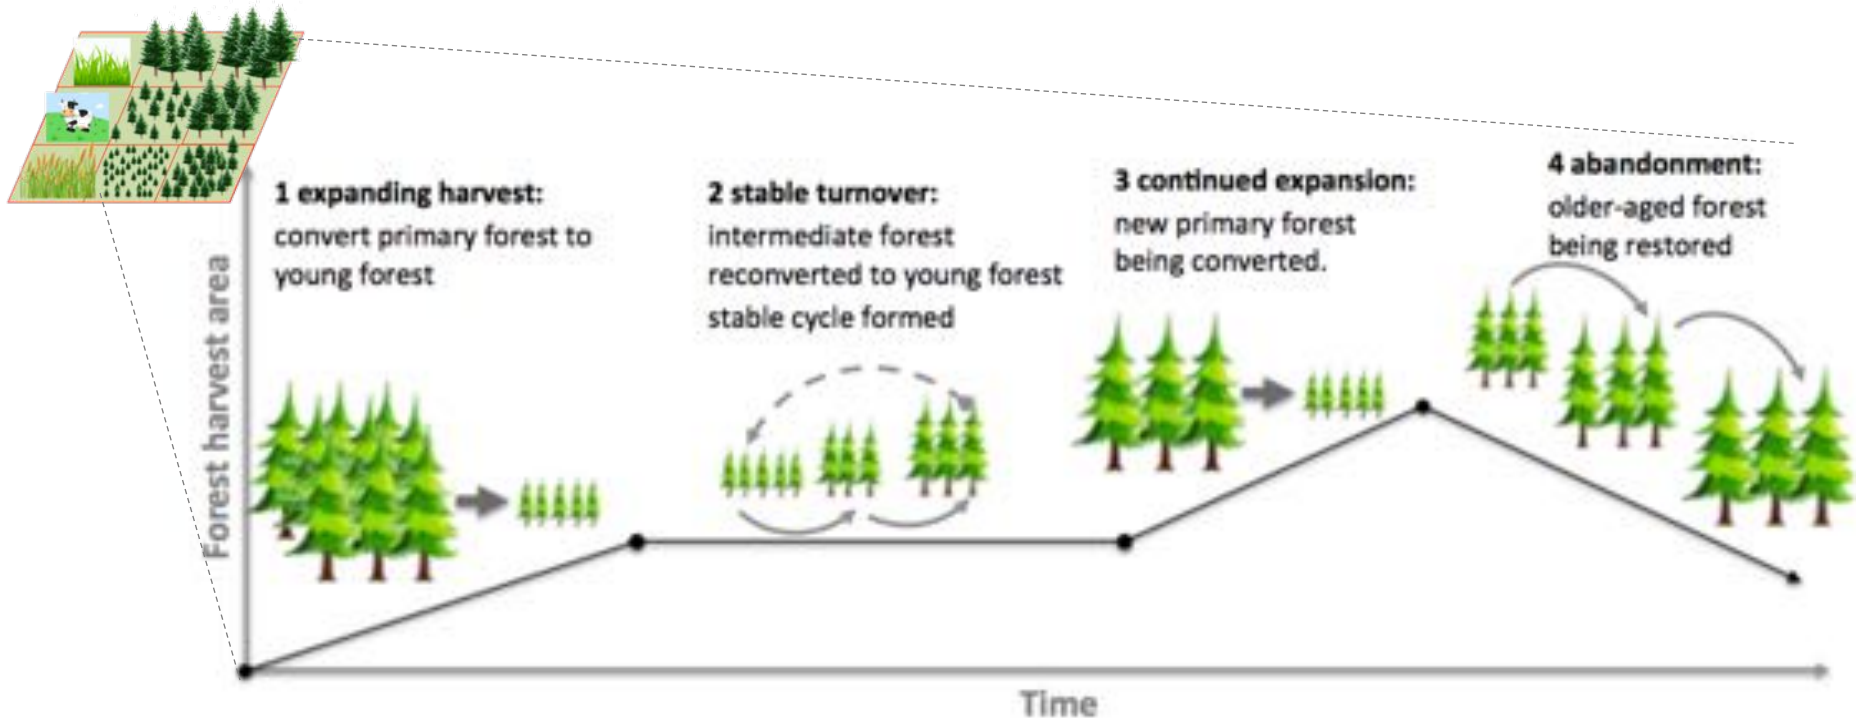 1 expanding harvest:
convert primary forest to
young forest
2 stable turnover:
intermediate forest
reconverted to young forest
stable cycle formed
3 continued expansion:
new primary forest
being converted.
4 abandonment:
older-aged forest
being restored
Forest harvest area
Time